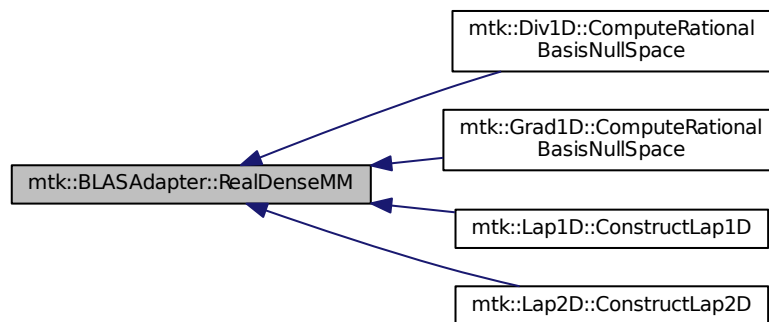 mtk::Div1D::ComputeRational
BasisNullSpace
mtk::Grad1D::ComputeRational
BasisNullSpace
mtk::BLASAdapter::RealDenseMM
mtk::Lap1D::ConstructLap1D
mtk::Lap2D::ConstructLap2D